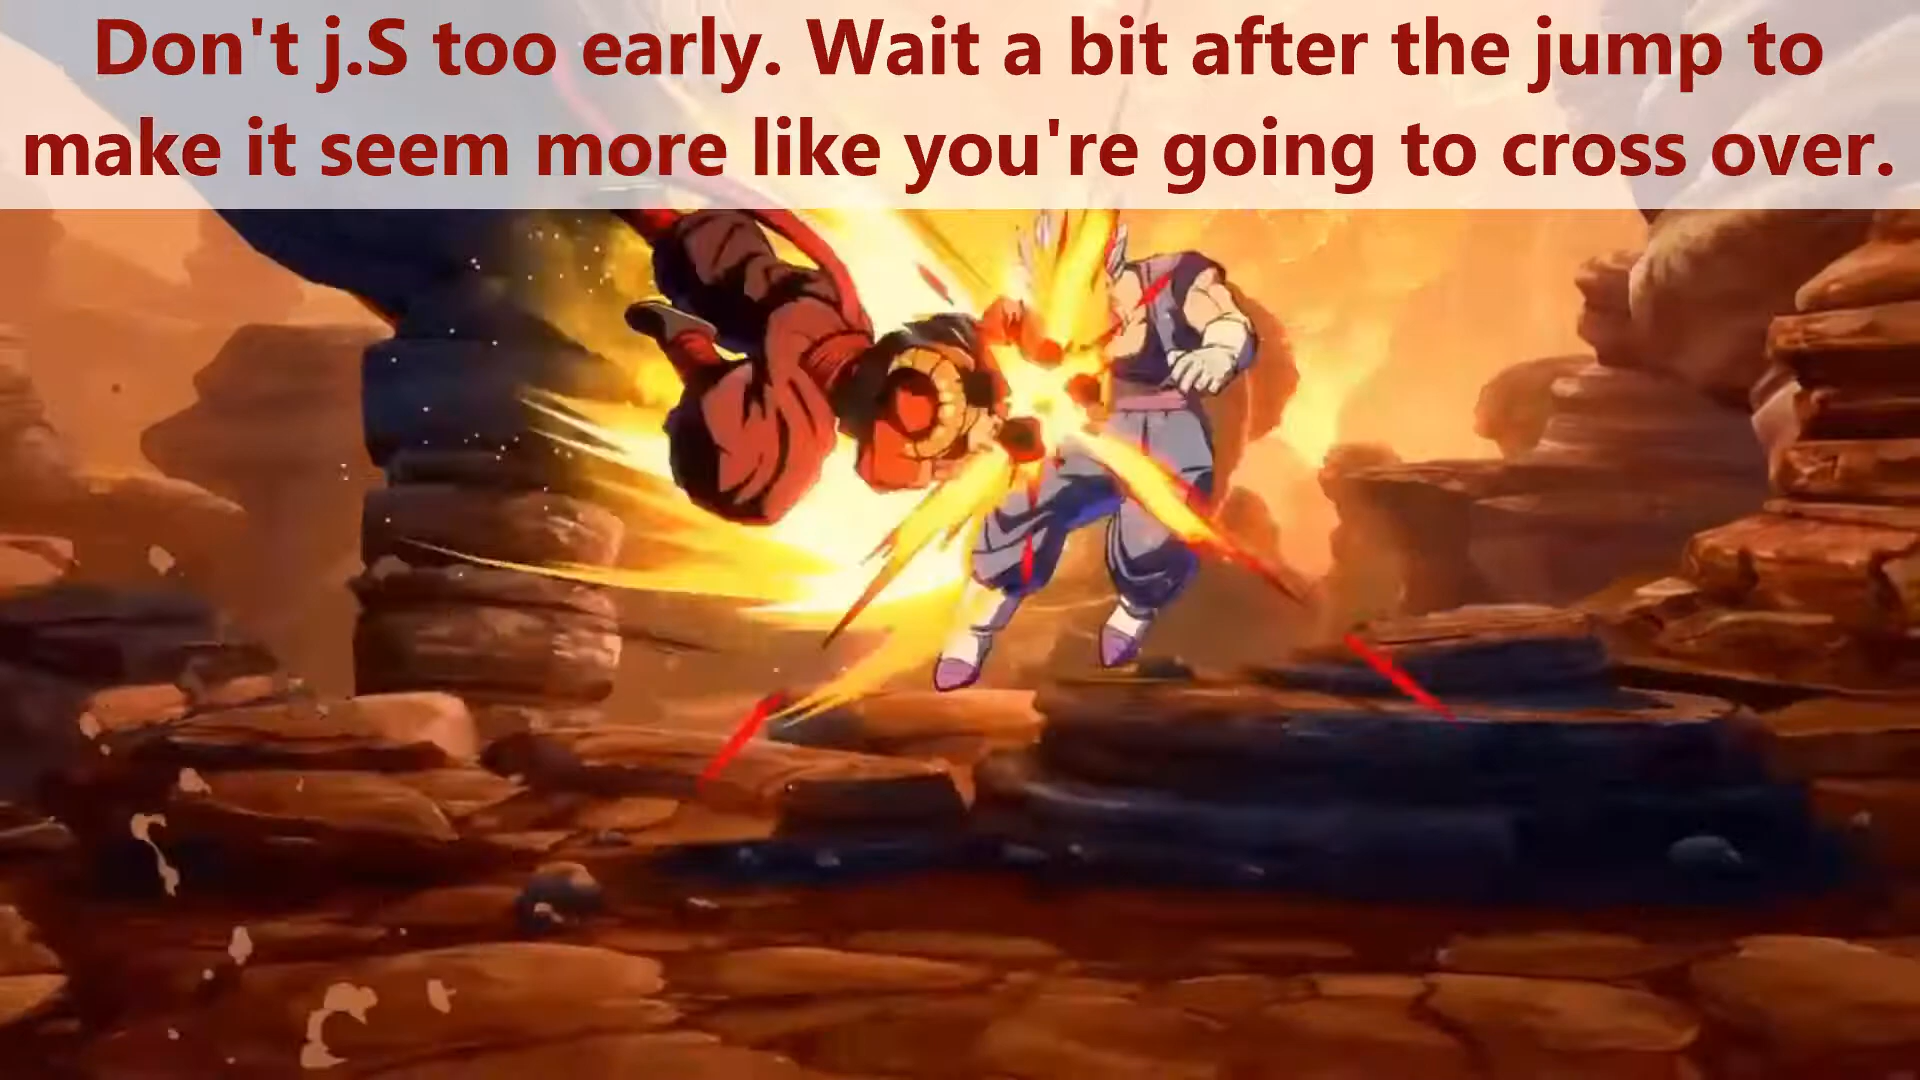 Don't j.S too early. Wait a bit after the jump to
make it seem more like you're going to cross over.